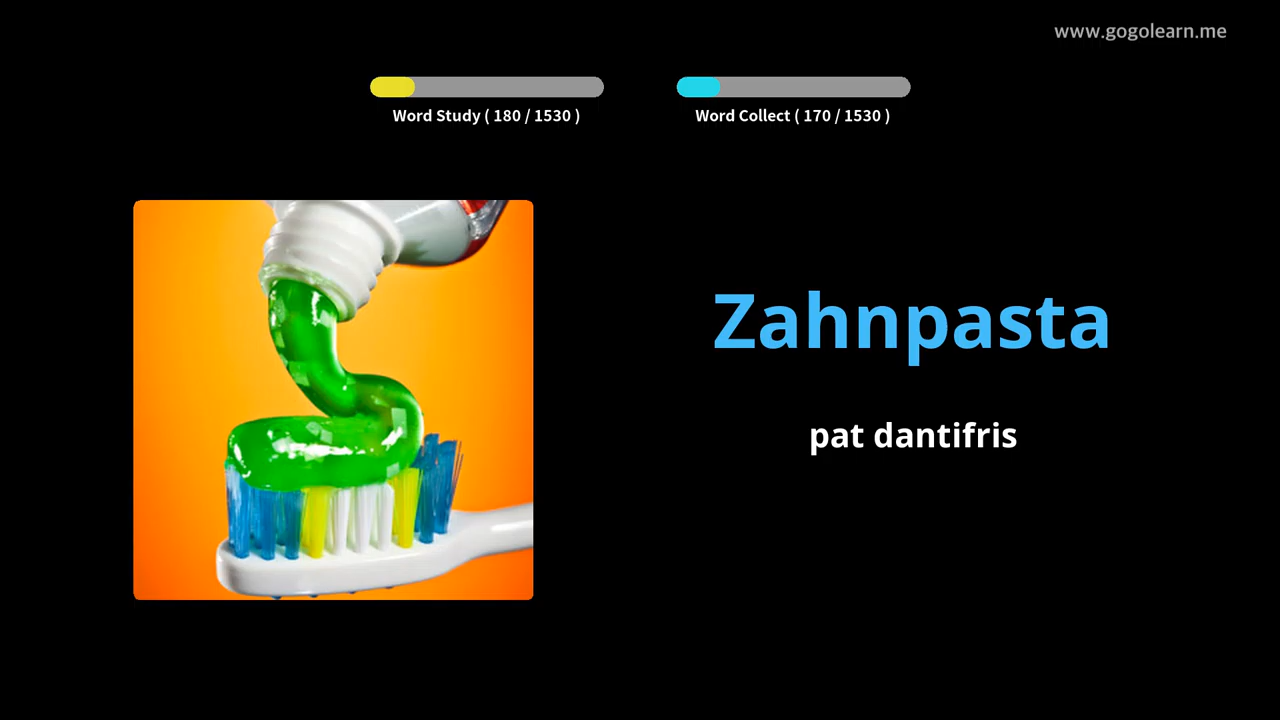 www.gogolearn.me
Word Study ( 180 / 1530 )
Word Collect ( 170 / 1530 )
Zahnpasta
pat dantifris